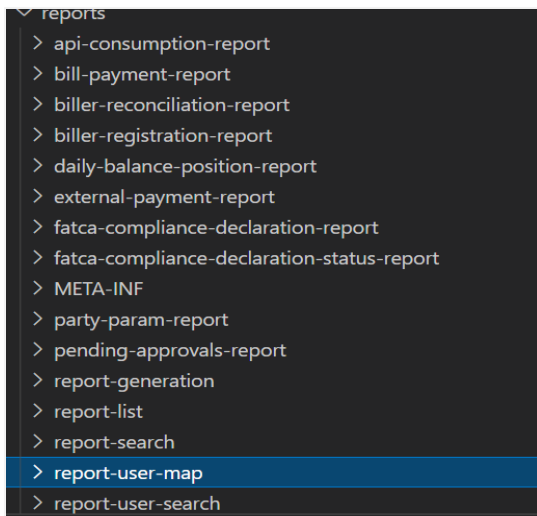 reports
api-consumption-report
bill-payment-report
biller-reconciliation-report
biller-registration-report
daily-balance-position-report
external-payment-report
fatca-compliance-declaration-report
fatca-compliance-declaration-status-report
META-INF
party-param-report
pending-approvals-report
report-generation
report-list
report-search
report-user-map
report-user-search